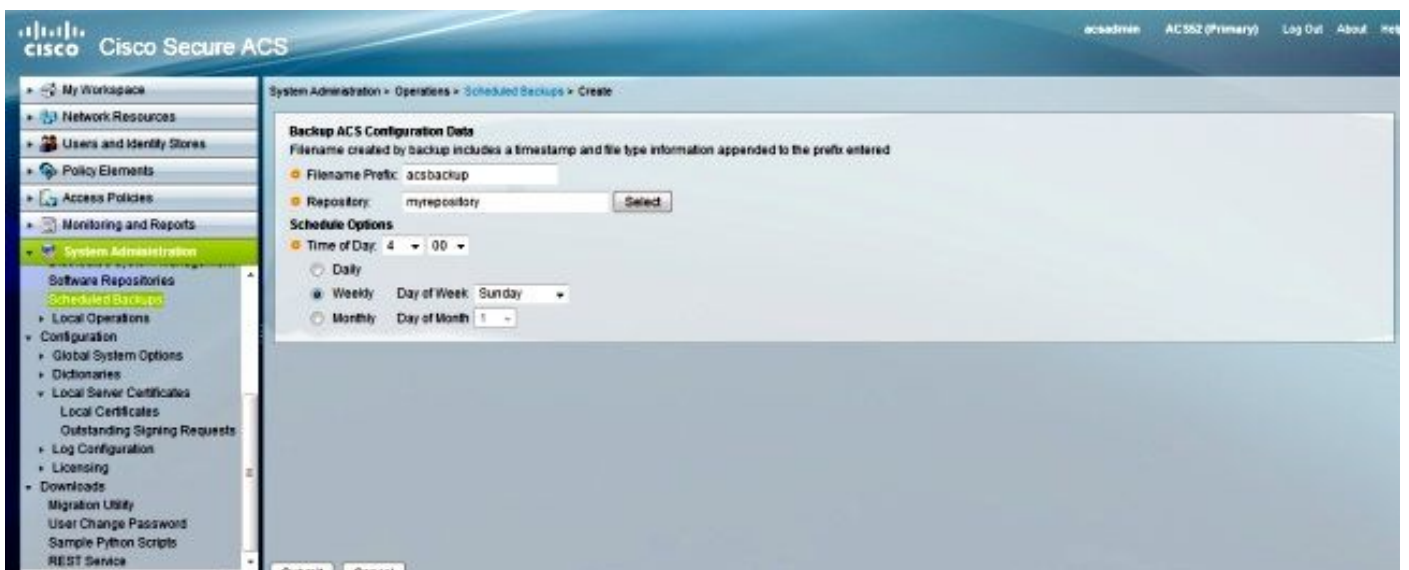 cisco Cisco Secure ACS
acsadmin ACS52 (Primary) Log Out About Help
My Workspace
Network Resources
Users and Identity Stores
Policy Elements
Access Policies
Monitoring and Reports
System Administration
Software Repositories
Scheduled Backups
Local Operations
Configuration
Global System Options
Dictionaries
Local Server Certificates
Local Certificates
Outstanding Signing Requests
Log Configuration
Licensing
Downloads
Migration Utility
User Change Password
Sample Python Scripts
REST Service
System Administration > Operations > Scheduled Backups > Create
Backup ACS Configuration Data
Filename created by backup includes a timestamp and file type information appended to the prefix entered
Filename Prefix: acsbackup
Repository: myrepository Select
Schedule Options
Time of Day: 4 00
Daily
Weekly Day of Week Sunday
Monthly Day of Month 1